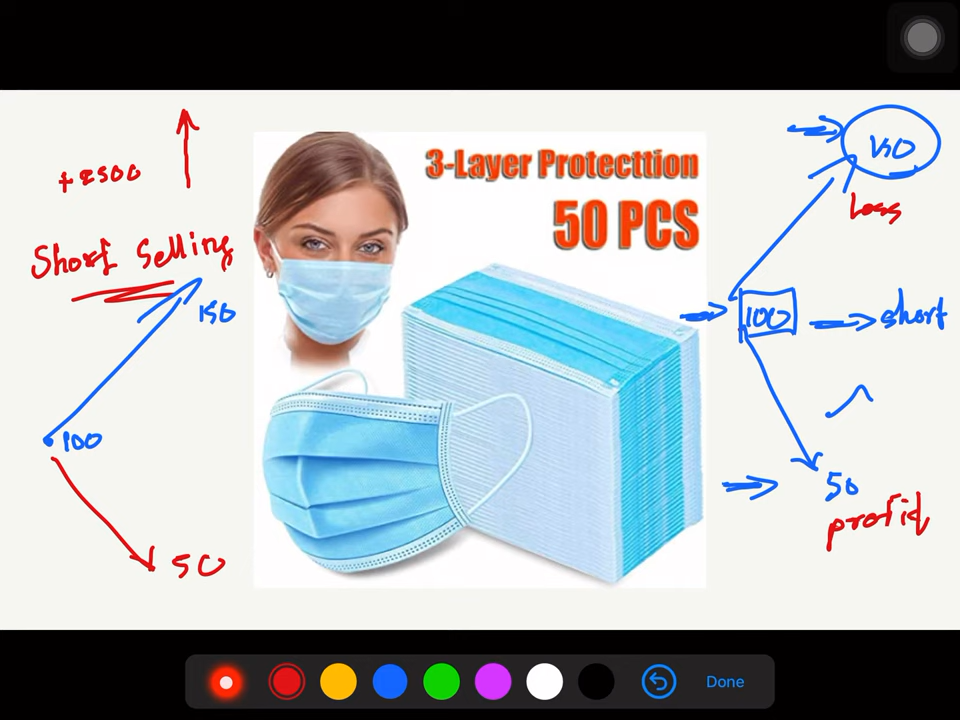 +2500
Short Selling
150
100
50
3-Layer Protecttion
50 PCS
150
Loss
100
short
50
profit
Done